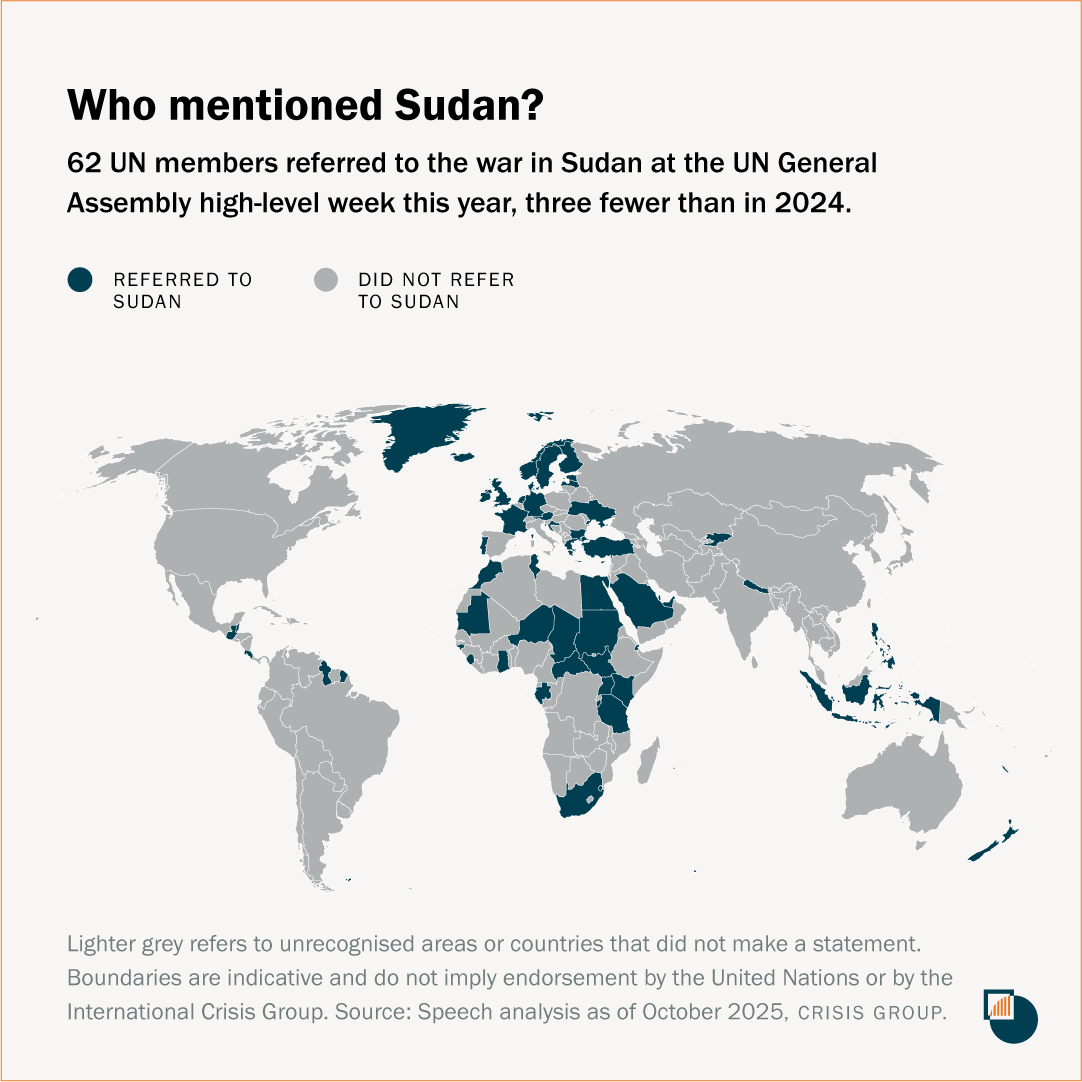 Who mentioned Sudan?
62 UN members referred to the war in Sudan at the UN General
Assembly high-level week this year, three fewer than in 2024.
REFERRED TO
SUDAN
DID NOT REFER
TO SUDAN
Lighter grey refers to unrecognised areas or countries that did not make a statement.
Boundaries are indicative and do not imply endorsement by the United Nations or by the
International Crisis Group. Source: Speech analysis as of October 2025, CRISIS GROUP.